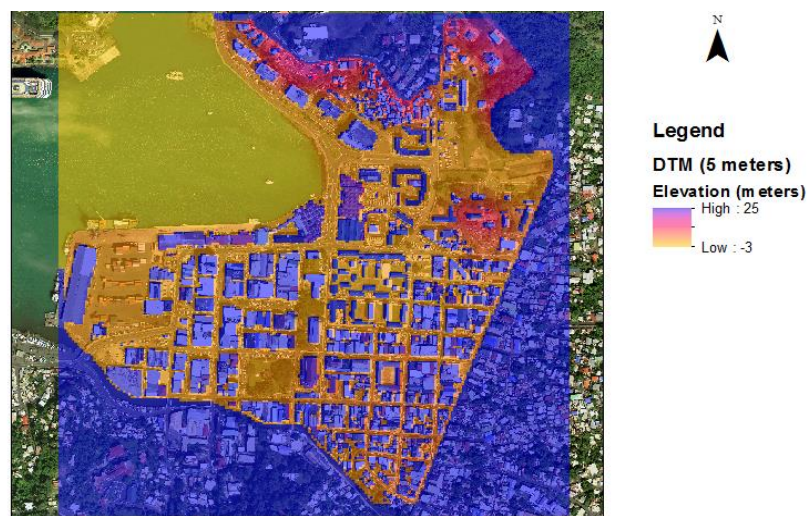 N
Legend
DTM (5 meters)
Elevation (meters)
High : 25
Low : -3